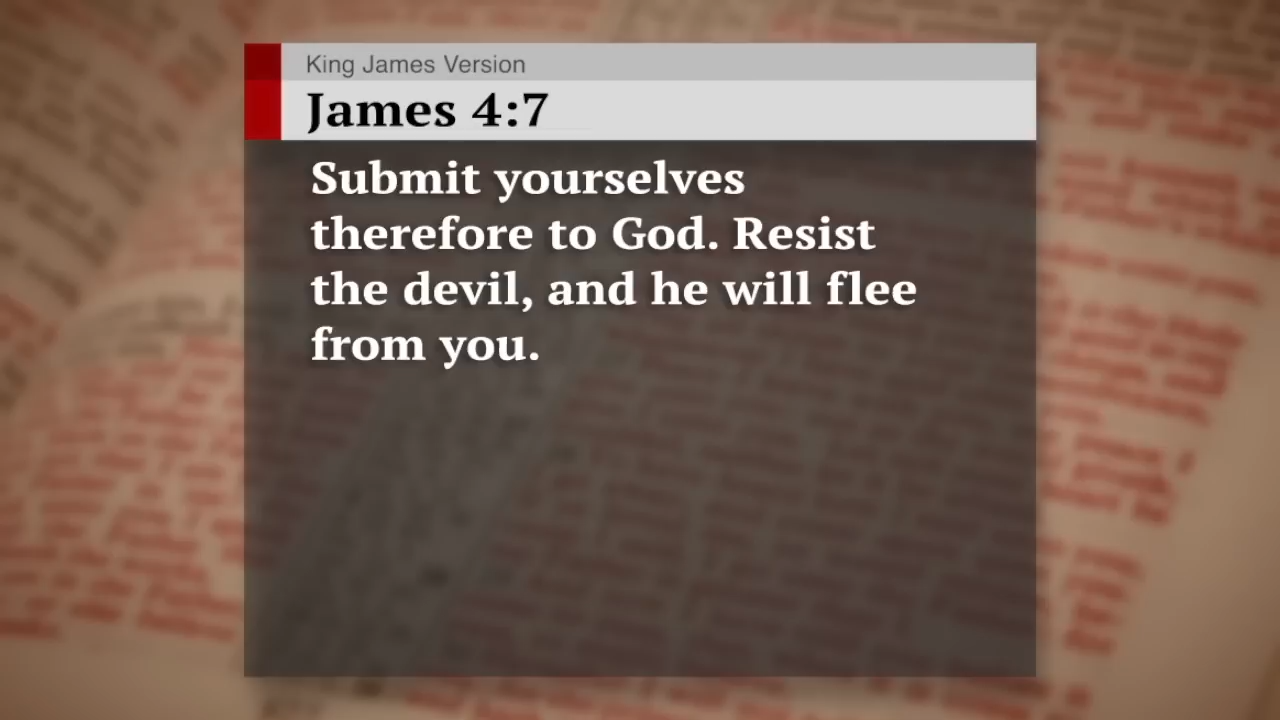 King James Version
James 4:7
Submit yourselves
therefore to God. Resist
the devil, and he will flee
from you.